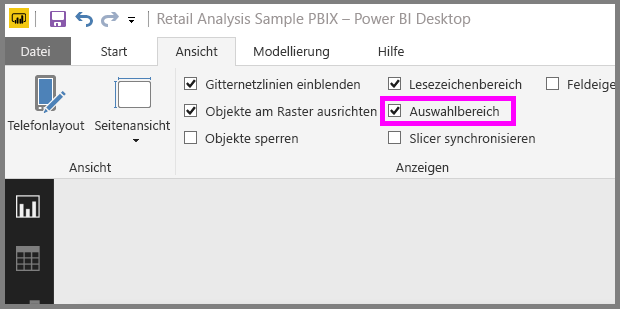 Retail Analysis Sample PBIX – Power BI Desktop
Datei Start Ansicht Modellierung Hilfe
Telefonlayout
Seitenansicht
Ansicht
Gitternetzlinien einblenden
Objekte am Raster ausrichten
Objekte sperren
Lesezeichenbereich
Auswahlbereich
Slicer synchronisieren
Feldeige
Anzeigen